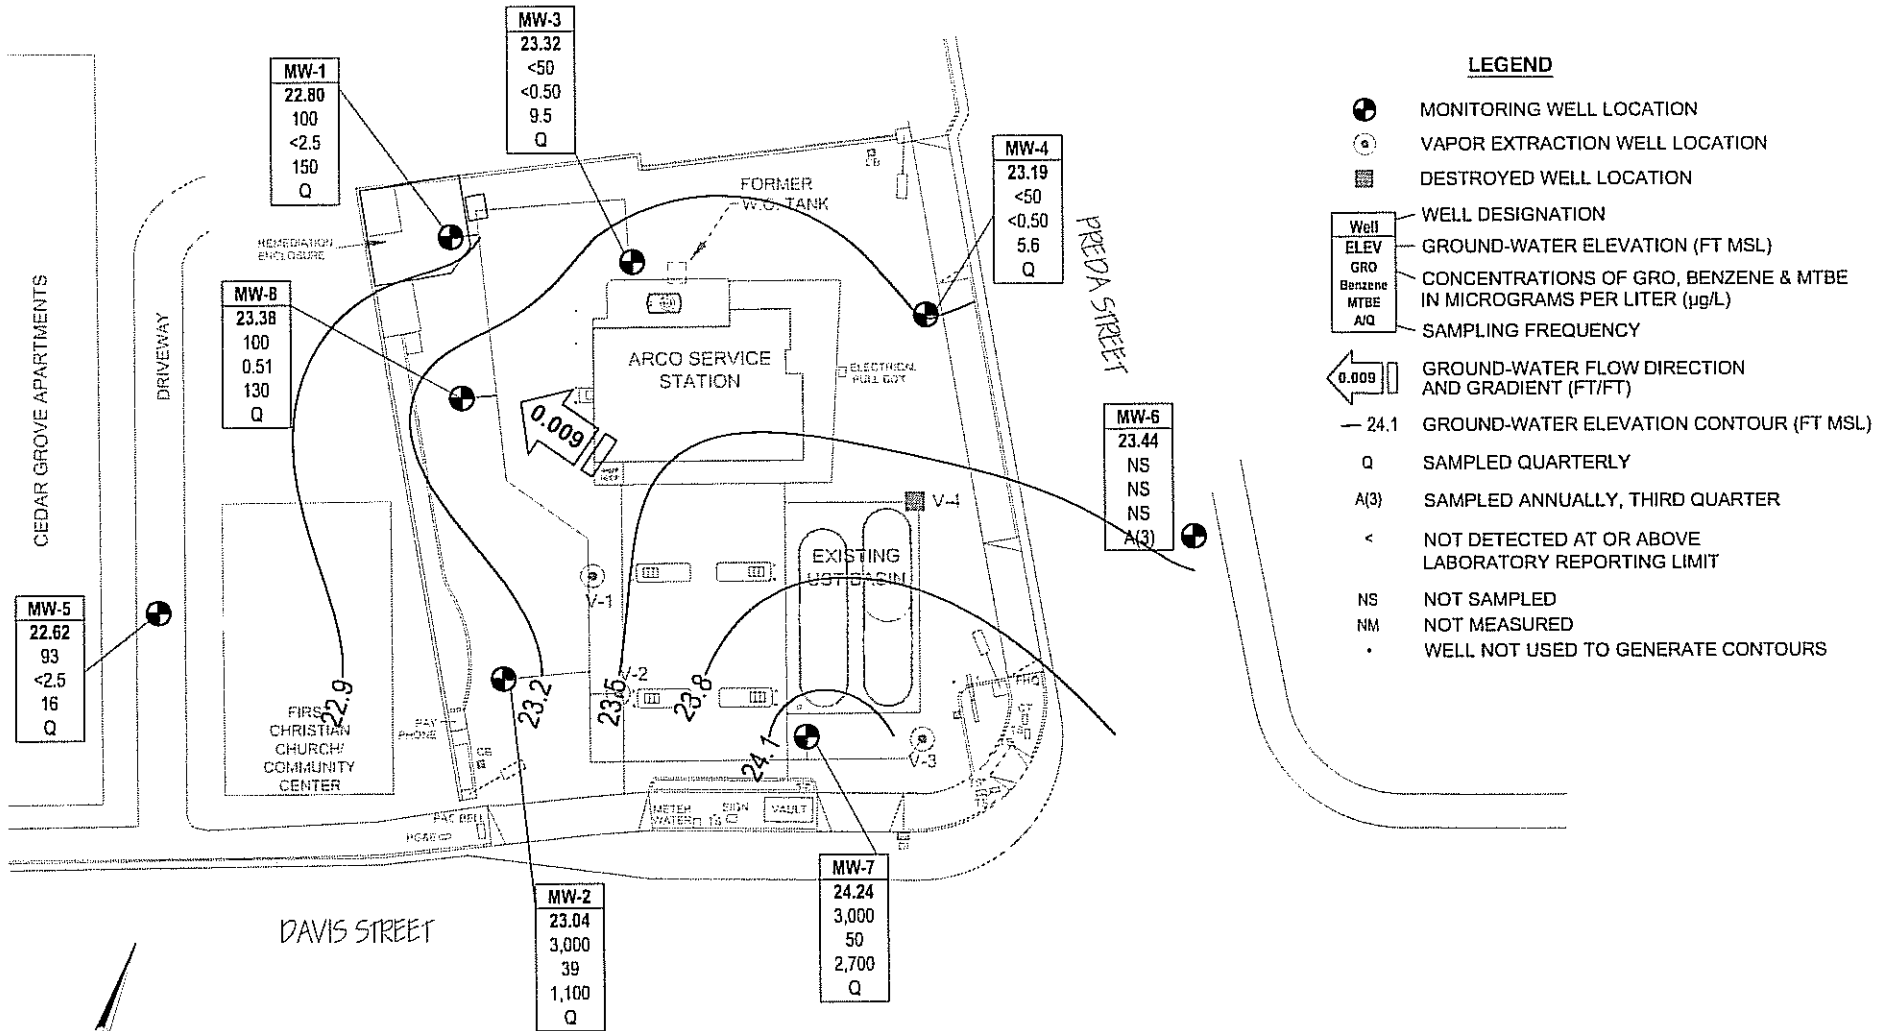 MW-3
23.32
<50
<0.50
9.5
Q
MW-1
22.80
100
<2.5
150
Q
MW-4
23.19
<50
<0.50
5.6
Q
MW-8
23.38
100
0.51
130
Q
MW-6
23.44
NS
NS
NS
A(3)
MW-5
22.62
93
<2.5
16
Q
MW-2
23.04
3,000
39
1,100
Q
MW-7
24.24
3,000
50
2,700
Q
FORMER
W.O. TANK
REMEDIATION
ENCLOSURE
CEDAR GROVE APARTMENTS
DRIVEWAY
PREDA STREET
ARCO SERVICE
STATION
ELECTRICAL
PULL BOX
0.009
V-4
EXISTING
UST BASIN
V-1
V-2
V-3
22.9
23.2
23.5
23.8
24.1
FIRST
CHRISTIAN
CHURCH/
COMMUNITY
CENTER
PAY
PHONE
CB
CB
PAC BELL
PG&E
METER
WATER
TS
SIGN
VAULT
DI
DAVIS STREET
LEGEND
MONITORING WELL LOCATION
VAPOR EXTRACTION WELL LOCATION
DESTROYED WELL LOCATION
Well
ELEV
GRO
Benzene
MTBE
A/Q
WELL DESIGNATION
GROUND-WATER ELEVATION (FT MSL)
CONCENTRATIONS OF GRO, BENZENE & MTBE
IN MICROGRAMS PER LITER (µg/L)
SAMPLING FREQUENCY
0.009
GROUND-WATER FLOW DIRECTION
AND GRADIENT (FT/FT)
24.1 GROUND-WATER ELEVATION CONTOUR (FT MSL)
Q SAMPLED QUARTERLY
A(3) SAMPLED ANNUALLY, THIRD QUARTER
< NOT DETECTED AT OR ABOVE
LABORATORY REPORTING LIMIT
NS NOT SAMPLED
NM NOT MEASURED
• WELL NOT USED TO GENERATE CONTOURS